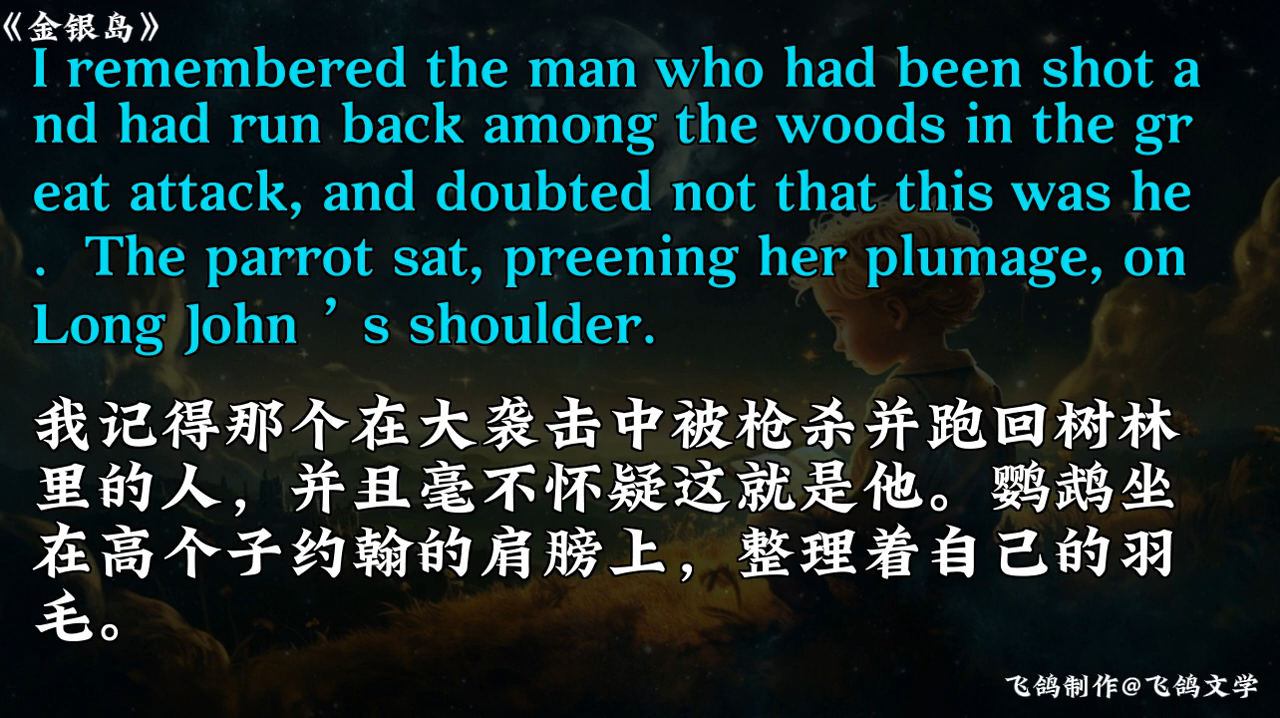 《金银岛》
I remembered the man who had been shot a
nd had run back among the woods in the gr
eat attack, and doubted not that this was he
. The parrot sat, preening her plumage, on
Long John ’ s shoulder.
我记得那个在大袭击中被枪杀并跑回树林
里的人，并且毫不怀疑这就是他。鹦鹉坐
在高个子约翰的肩膀上，整理着自己的羽
毛。
飞鸽制作@飞鸽文学